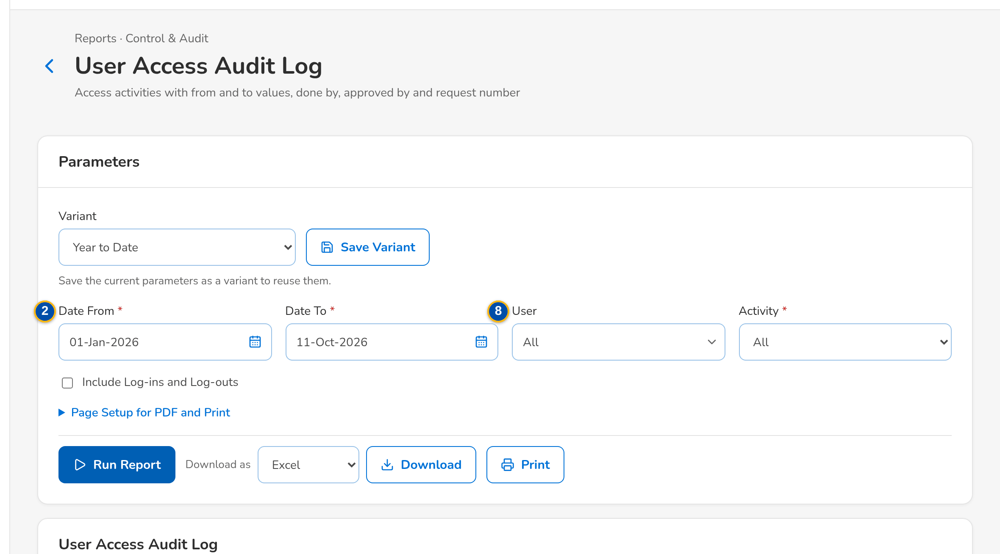 Reports · Control & Audit
User Access Audit Log
Access activities with from and to values, done by, approved by and request number
Parameters
Variant
Year to Date
Save Variant
Save the current parameters as a variant to reuse them.
2 Date From * Date To * 8 User Activity *
01-Jan-2026 11-Oct-2026 All All
Include Log-ins and Log-outs
Page Setup for PDF and Print
Run Report Download as Excel Download Print
User Access Audit Log